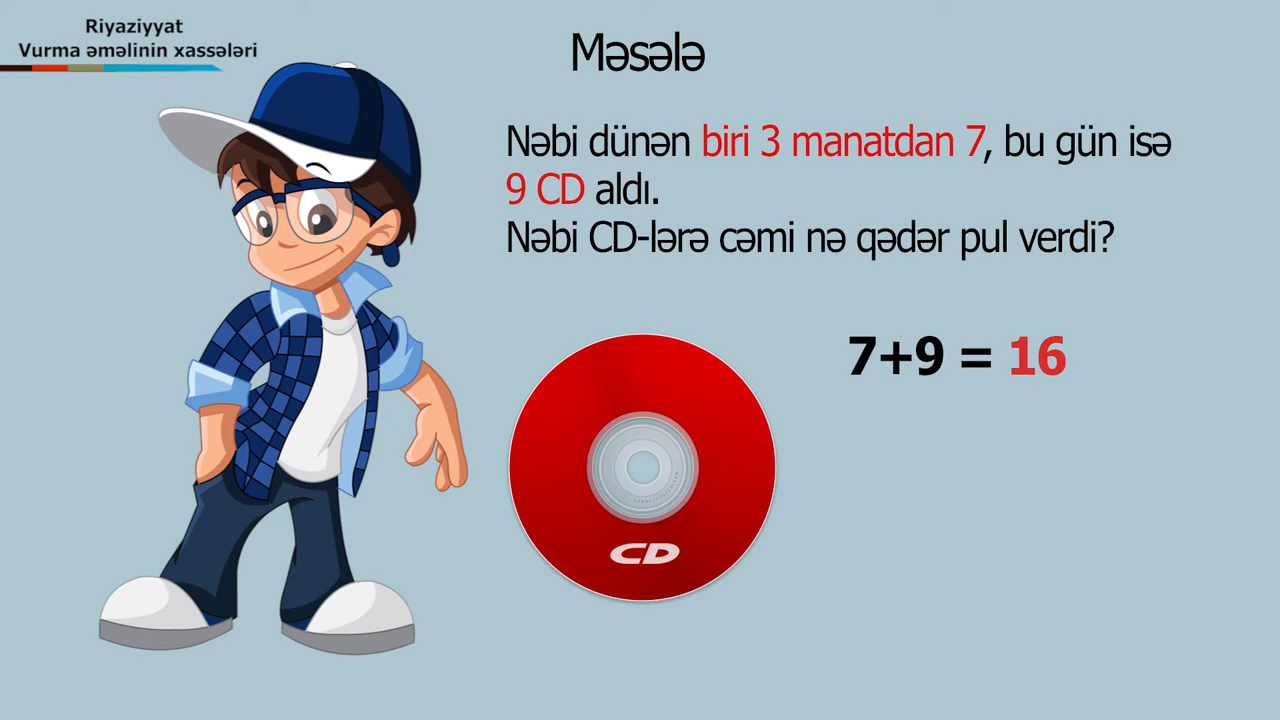 Riyaziyyat
Vurma əməlinin xassələri
Məsələ
Nəbi dünən biri 3 manatdan 7, bu gün isə
9 CD aldı.
Nəbi CD-lərə cəmi nə qədər pul verdi?
7+9 = 16
CD